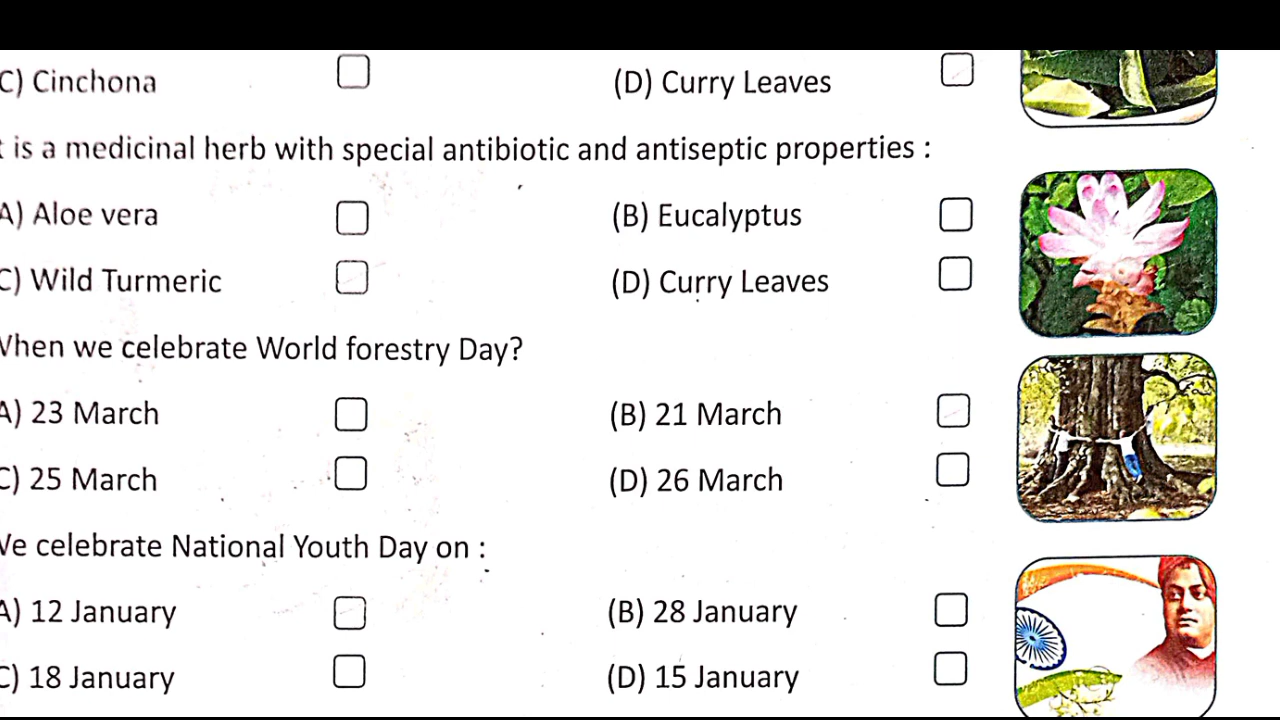 C) Cinchona (D) Curry Leaves
t is a medicinal herb with special antibiotic and antiseptic properties :
A) Aloe vera (B) Eucalyptus
C) Wild Turmeric (D) Curry Leaves
When we celebrate World forestry Day?
A) 23 March (B) 21 March
C) 25 March (D) 26 March
We celebrate National Youth Day on :
A) 12 January (B) 28 January
C) 18 January (D) 15 January